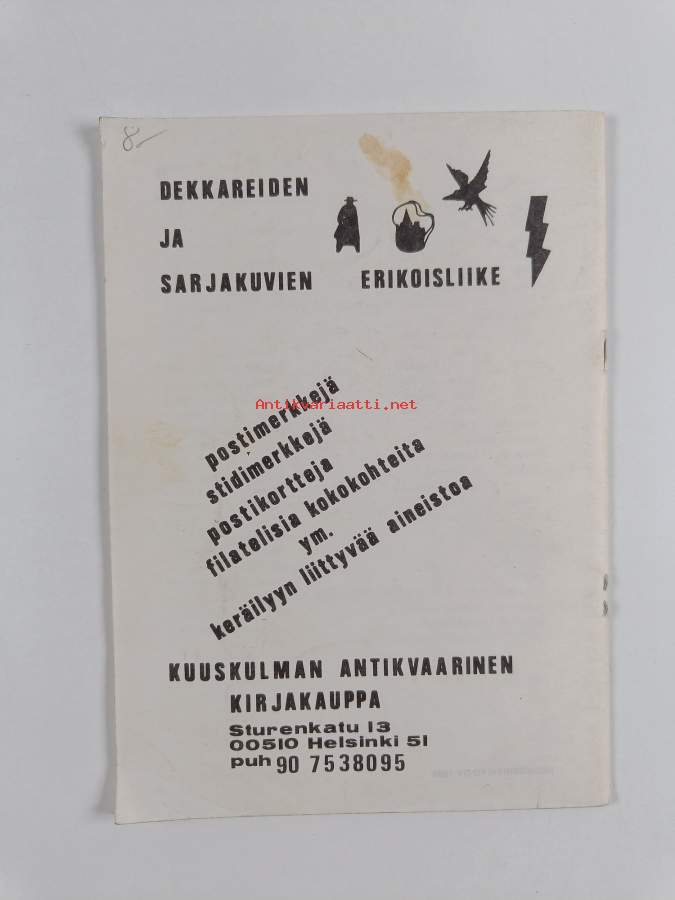 8-
DEKKAREIDEN
JA
SARJAKUVIEN ERIKOISLIIKE
Antikvariaatti.net
postimerkkejä
stidimerkkejä
postikortteja
filatelisia kokokohteita
ym.
keräilyyn liittyvää aineistoa
KUUSKULMAN ANTIKVAARINEN
KIRJAKAUPPA
Sturenkatu 13
00510 Helsinki 51
puh 90 7538095